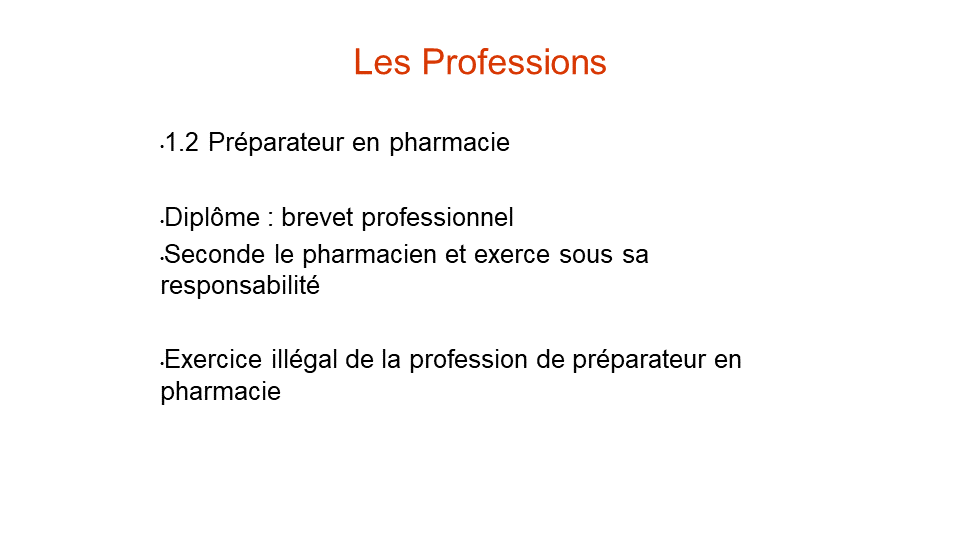 Les Professions
•1.2 Préparateur en pharmacie
•Diplôme : brevet professionnel
•Seconde le pharmacien et exerce sous sa
responsabilité
•Exercice illégal de la profession de préparateur en
pharmacie